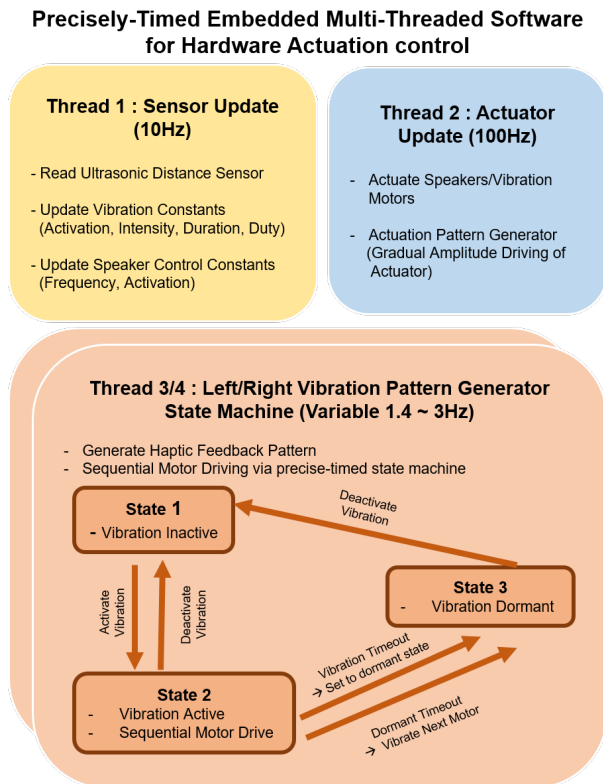 Precisely-Timed Embedded Multi-Threaded Software
for Hardware Actuation control
Thread 1 : Sensor Update
(10Hz)
- Read Ultrasonic Distance Sensor
- Update Vibration Constants
(Activation, Intensity, Duration, Duty)
- Update Speaker Control Constants
(Frequency, Activation)
Thread 2 : Actuator
Update (100Hz)
- Actuate Speakers/Vibration
Motors
- Actuation Pattern Generator
(Gradual Amplitude Driving of
Actuator)
Thread 3/4 : Left/Right Vibration Pattern Generator
State Machine (Variable 1.4 ~ 3Hz)
- Generate Haptic Feedback Pattern
- Sequential Motor Driving via precise-timed state machine
State 1
- Vibration Inactive
Deactivate
Vibration
State 3
- Vibration Dormant
Activate
Vibration
Deactivate
Vibration
State 2
- Vibration Active
- Sequential Motor Drive
Vibration Timeout
→ Set to dormant state
Dormant Timeout
→ Vibrate Next Motor